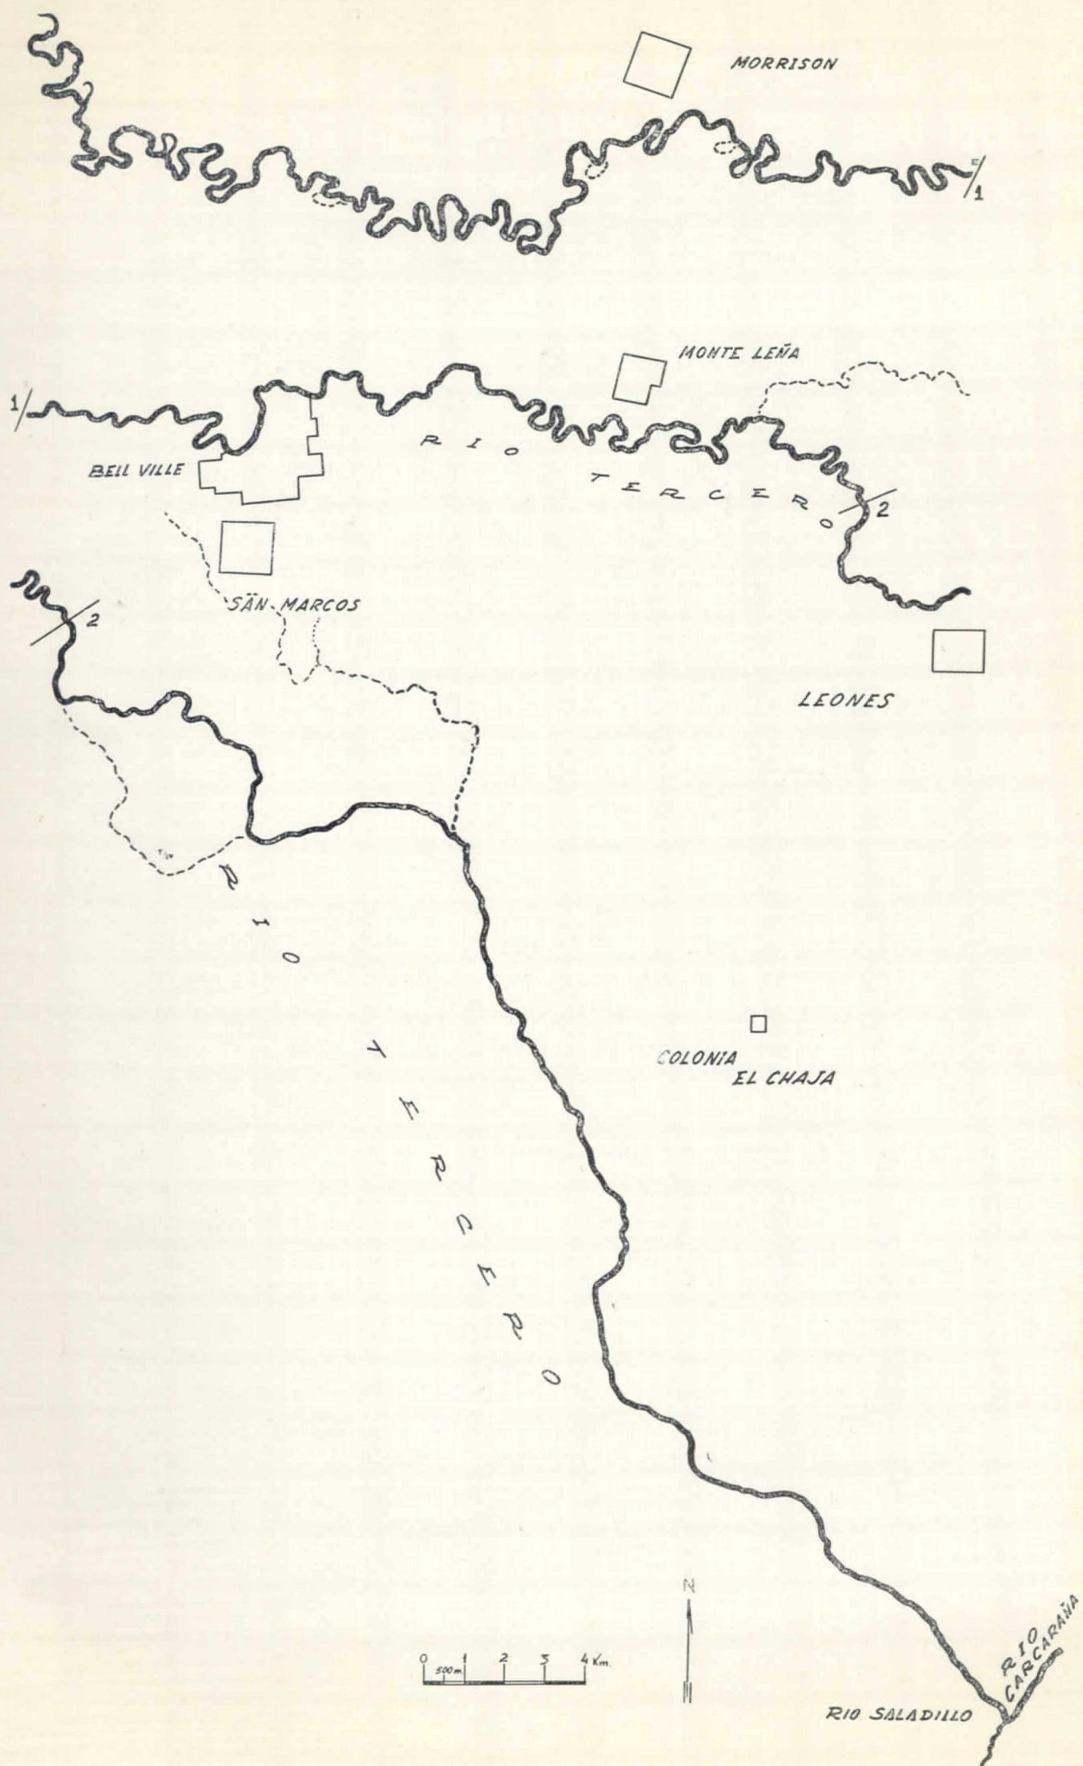 MORRISON
1
MONTE LEÑA
1
RIO
BELL VILLE
TERCERO
2
SAN MARCOS
2
LEONES
RIO
TERCERO
COLONIA
EL CHAJA
N
0 1 2 3 4 Km.
500m
RIO
CARCARAÑA
RIO SALADILLO